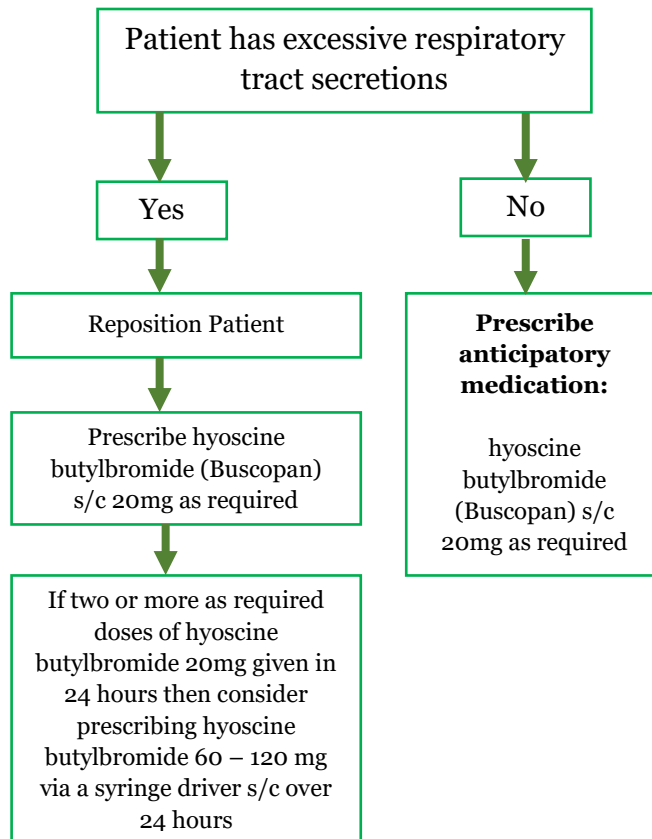 Patient has excessive respiratory
tract secretions
Yes
No
Reposition Patient
Prescribe hyoscine
butylbromide (Buscopan)
s/c 20mg as required
If two or more as required
doses of hyoscine
butylbromide 20mg given in
24 hours then consider
prescribing hyoscine
butylbromide 60 – 120 mg
via a syringe driver s/c over
24 hours
Prescribe
anticipatory
medication:
hyoscine
butylbromide
(Buscopan) s/c
20mg as required